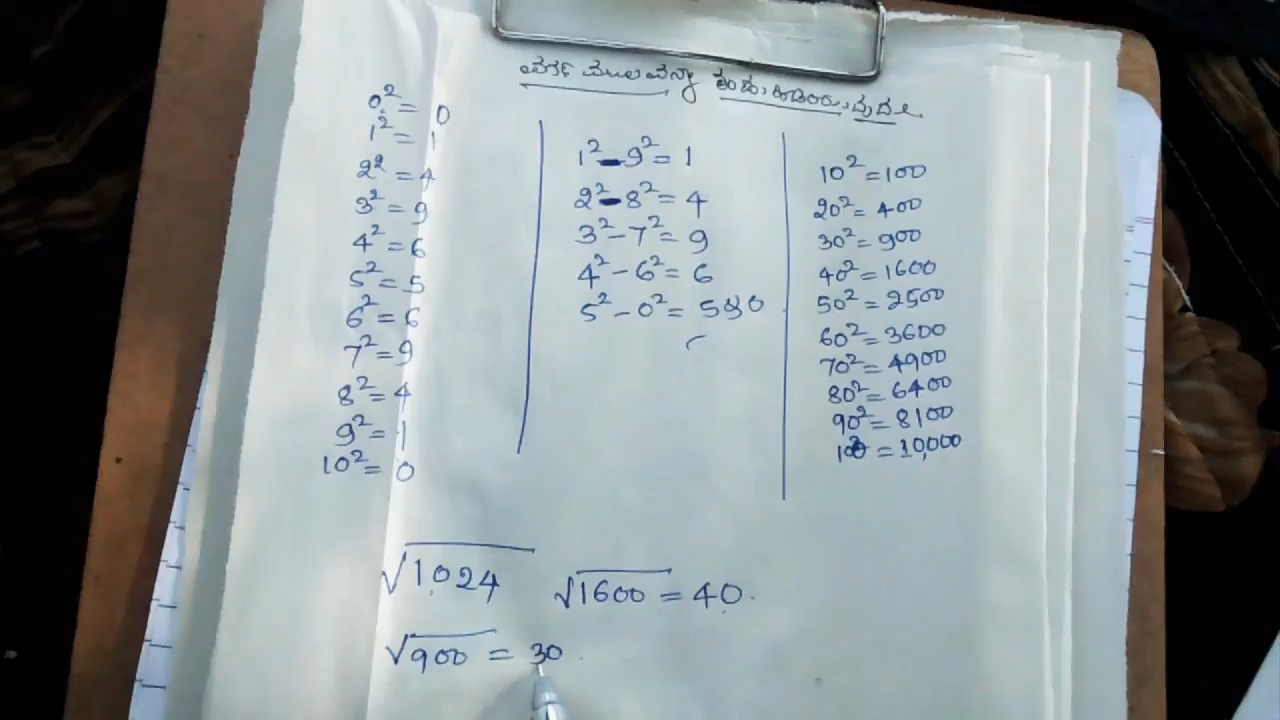 ವರ್ಗ ಮೂಲವನ್ನು ಕಂಡು ಹಿಡಿಯುವುದು.
0² = 0
1² = 1
2² = 4
3² = 9
4² = 6
5² = 5
6² = 6
7² = 9
8² = 4
9² = 1
10² = 0
1² - 9² = 1
2² - 8² = 4
3² - 7² = 9
4² - 6² = 6
5² - 0² =
10² = 100
20² = 400
30² = 900
40² = 1600
50² = 2500
60² = 3600
70² = 4900
80² = 6400
90² = 8100
= 10,000
√1024 √1600 = 40.
√900 = 30.